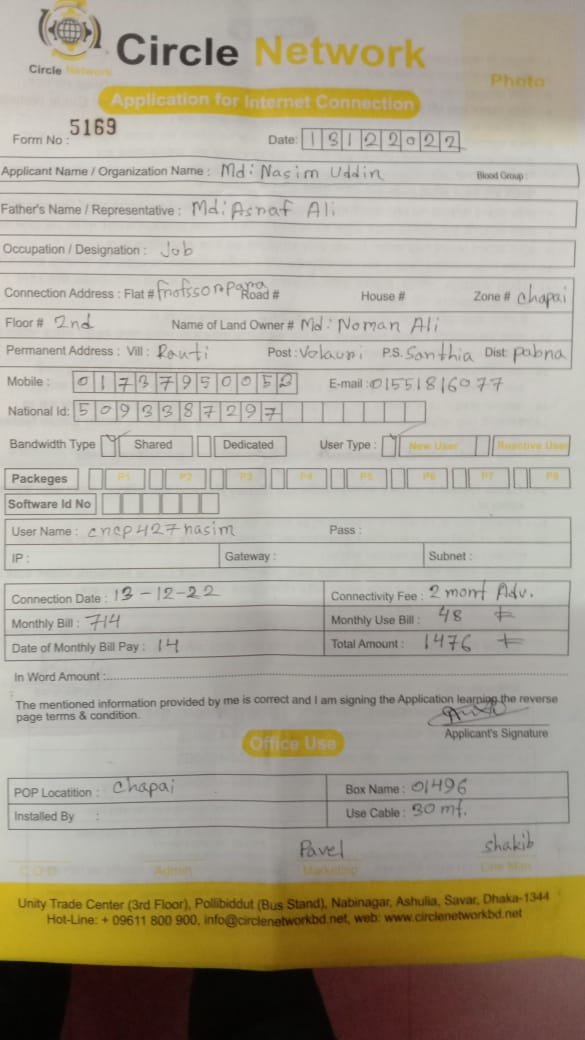 Circle Network
Circle Network
Photo
Application for Internet Connection
Form No : 5169
Date: 13122022
Applicant Name / Organization Name : Md: Nasim Uddin Blood Group :
Father's Name / Representative : Md: Asraf Ali
Occupation / Designation : Job
Connection Address : Flat # Road # House # Zone # Chapai
Floor # 2nd Name of Land Owner # Md: Noman Ali
Permanent Address : Vill : Rauti Post : P.S. Santhia Dist: Pabna
Mobile : E-mail : 01551816077
National Id: 5093387297
Bandwidth Type Shared Dedicated User Type : New User Reactive User
Packeges P1 P2 P3 P4 P5 P6 P7 P8
Software Id No
User Name : cncp427nasim Pass :
IP : Gateway : Subnet :
Connection Date : 13-12-22 Connectivity Fee : 2 mont Adv.
Monthly Bill : 714 Monthly Use Bill : 48
Date of Monthly Bill Pay : 14 Total Amount : 1476
In Word Amount :
The mentioned information provided by me is correct and I am signing the Application learning the reverse
page terms & condition.
Applicant's Signature
Office Use
POP Locatition : Chapai Box Name : 01496
Installed By : Use Cable : 30 mt.
Pavel shakib
C.O.D Admin Marketing Line Man
Unity Trade Center (3rd Floor), Pollibiddut (Bus Stand), Nabinagar, Ashulia, Savar, Dhaka-1344
Hot-Line: + 09611 800 900, info@circlenetworkbd.net, web: www.circlenetworkbd.net